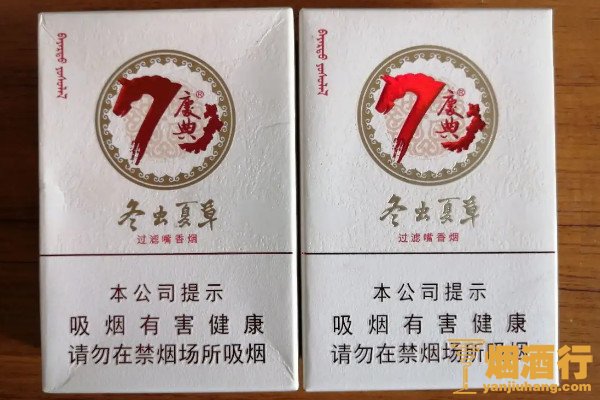 康典®
冬虫夏草
过滤嘴香烟
本公司提示
吸烟有害健康
请勿在禁烟场所吸烟
康典®
冬虫夏草
过滤嘴香烟
本公司提示
吸烟有害健康
请勿在禁烟场所吸烟
烟酒行
yanjiuhang.com